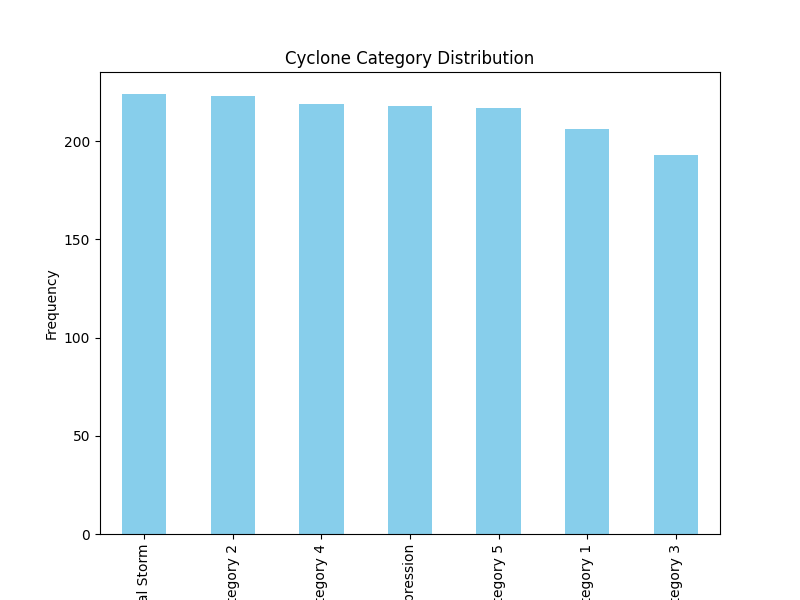 Cyclone Category Distribution
Frequency
200
150
100
50
0
al Storm
tegory 2
tegory 4
pression
tegory 5
tegory 1
tegory 3